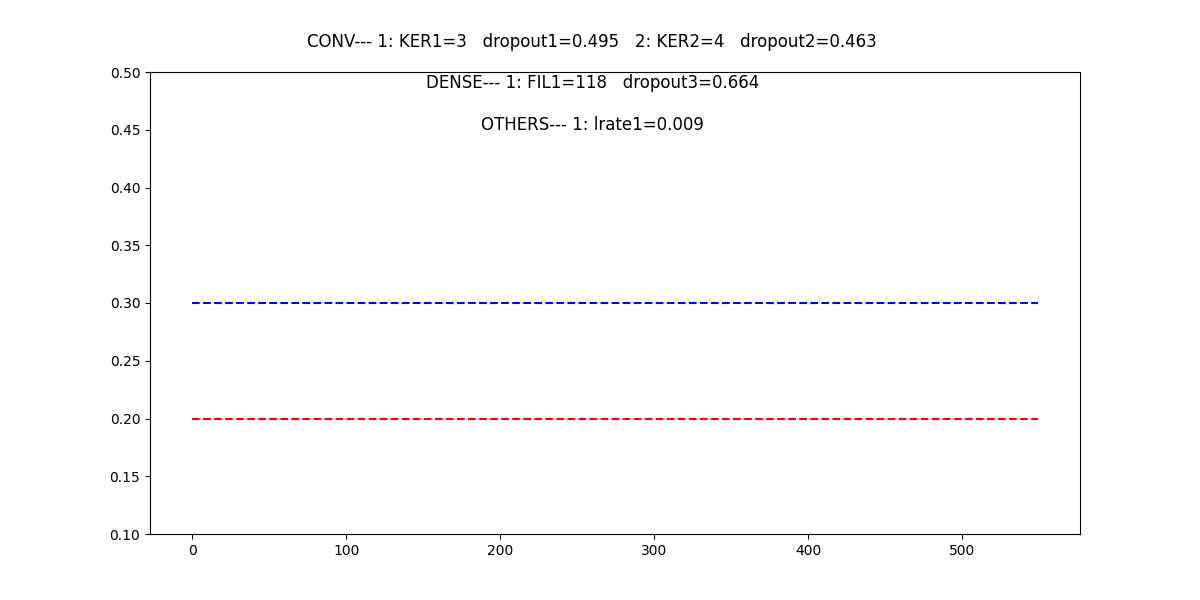 CONV--- 1: KER1=3   dropout1=0.495   2: KER2=4   dropout2=0.463
DENSE--- 1: FIL1=118   dropout3=0.664
OTHERS--- 1: lrate1=0.009
0.50
0.45
0.40
0.35
0.30
0.25
0.20
0.15
0.10
0 100 200 300 400 500